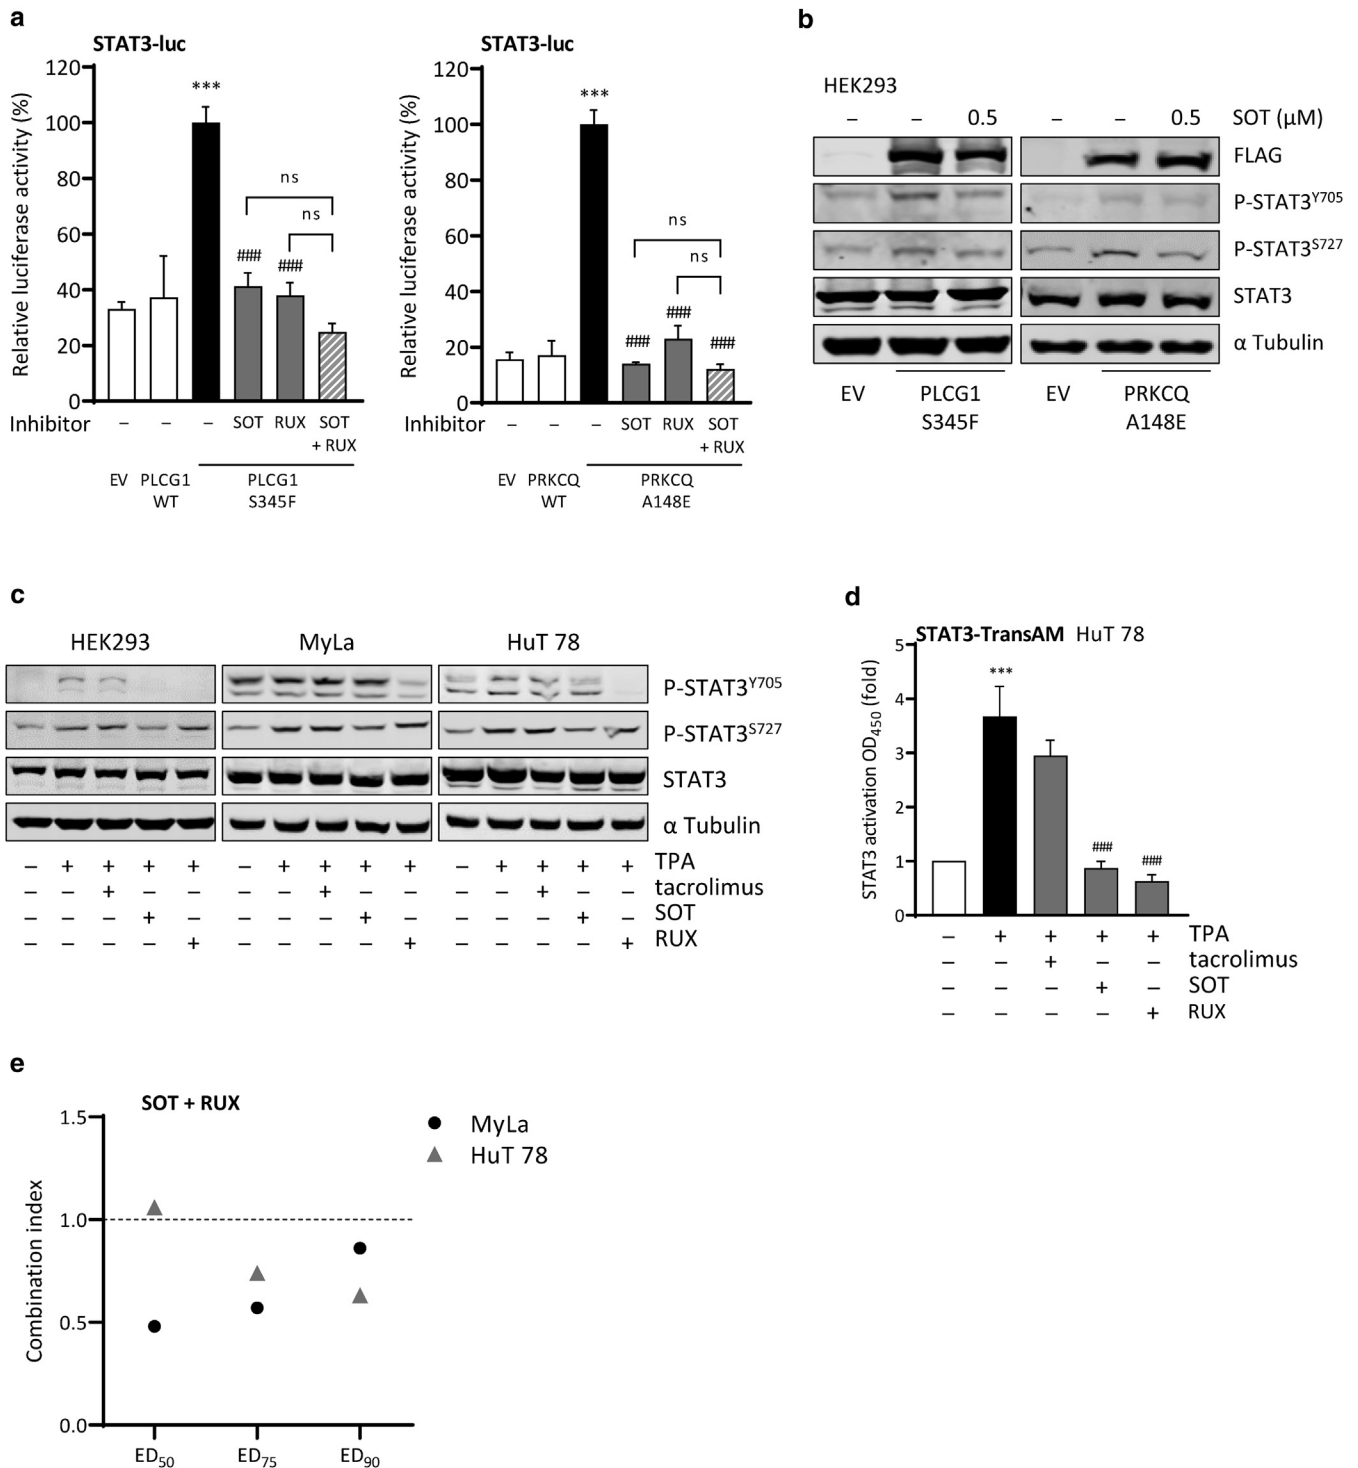 a
STAT3-luc
Relative luciferase activity (%)
120
100
80
60
40
20
0
***
ns
ns
### ###
Inhibitor – – – SOT RUX SOT + RUX
EV PLCG1 WT PLCG1 S345F
STAT3-luc
Relative luciferase activity (%)
120
100
80
60
40
20
0
***
ns
ns
### ### ###
Inhibitor – – – SOT RUX SOT + RUX
EV PRKCQ WT PRKCQ A148E
b
HEK293
– – 0.5 – – 0.5 SOT (µM)
FLAG
P-STAT3Y705
P-STAT3S727
STAT3
α Tubulin
EV PLCG1 S345F EV PRKCQ A148E
c
HEK293 MyLa HuT 78
P-STAT3Y705
P-STAT3S727
STAT3
α Tubulin
– + + + + – + + + + – + + + + TPA
– – + – – – – + – – – – + – – tacrolimus
– – – + – – – – + – – – – + – SOT
– – – – + – – – – + – – – – + RUX
d
STAT3-TransAM HuT 78
STAT3 activation OD450 (fold)
5
4
3
2
1
0
***
### ###
– + + + + TPA
– – + – – tacrolimus
– – – + – SOT
– – – – + RUX
e
SOT + RUX
MyLa
HuT 78
Combination index
1.5
1.0
0.5
0.0
ED50 ED75 ED90